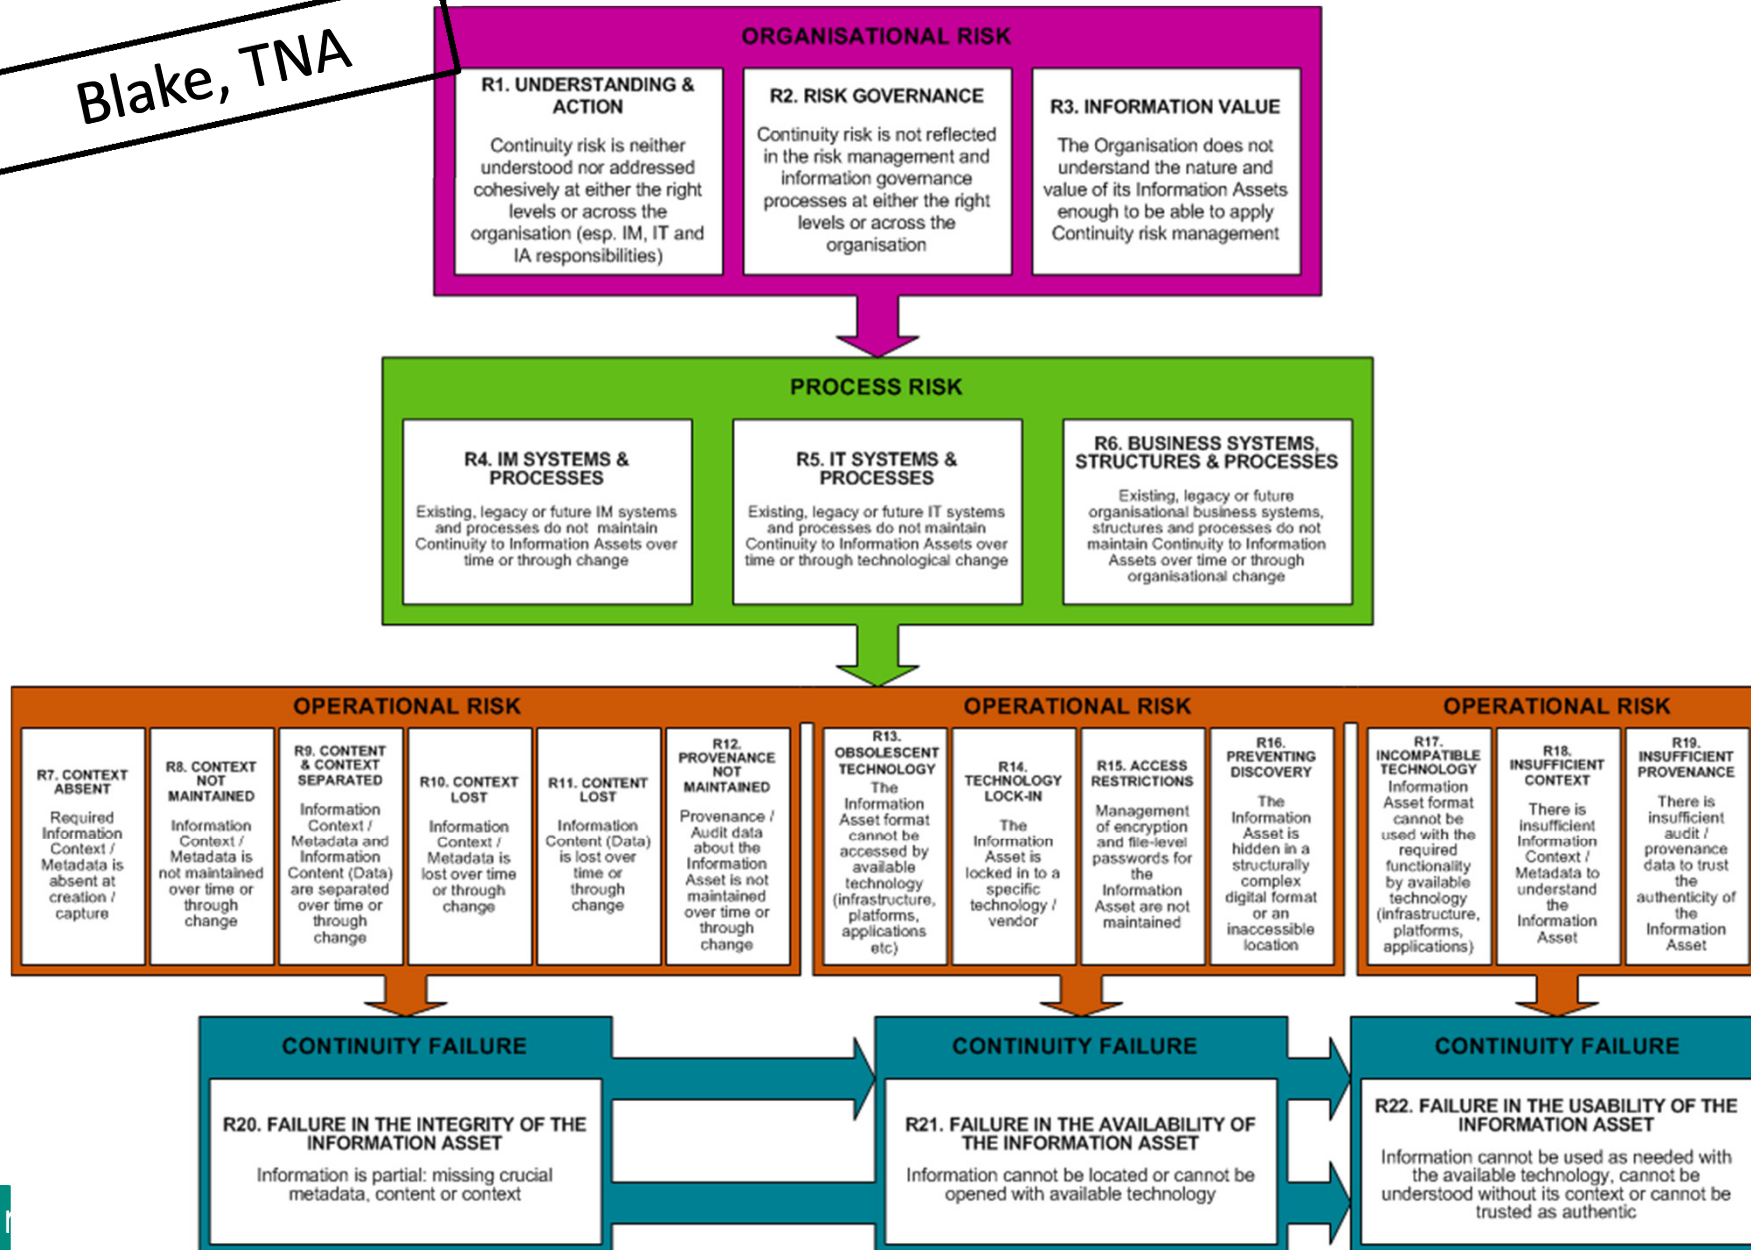 Blake, TNA
ORGANISATIONAL RISK
R1. UNDERSTANDING &
ACTION
Continuity risk is neither
understood nor addressed
cohesively at either the right
levels or across the
organisation (esp. IM, IT and
IA responsibilities)
R2. RISK GOVERNANCE
Continuity risk is not reflected
in the risk management and
information governance
processes at either the right
levels or across the
organisation
R3. INFORMATION VALUE
The Organisation does not
understand the nature and
value of its Information Assets
enough to be able to apply
Continuity risk management
PROCESS RISK
R4. IM SYSTEMS &
PROCESSES
Existing, legacy or future IM systems
and processes do not maintain
Continuity to Information Assets over
time or through change
R5. IT SYSTEMS &
PROCESSES
Existing, legacy or future IT systems
and processes do not maintain
Continuity to Information Assets over
time or through technological change
R6. BUSINESS SYSTEMS,
STRUCTURES & PROCESSES
Existing, legacy or future
organisational business systems,
structures and processes do not
maintain Continuity to Information
Assets over time or through
organisational change
OPERATIONAL RISK
R7. CONTEXT
ABSENT
Required
Information
Context /
Metadata is
absent at
creation /
capture
R8. CONTEXT
NOT
MAINTAINED
Information
Context /
Metadata is
not maintained
over time or
through
change
R9. CONTENT
& CONTEXT
SEPARATED
Information
Context /
Metadata and
Information
Content (Data)
are separated
over time or
through
change
R10. CONTEXT
LOST
Information
Context /
Metadata is
lost over time
or through
change
R11. CONTENT
LOST
Information
Content (Data)
is lost over
time or
through
change
R12.
PROVENANCE
NOT
MAINTAINED
Provenance /
Audit data
about the
Information
Asset is not
maintained
over time or
through
change
OPERATIONAL RISK
R13.
OBSOLESCENT
TECHNOLOGY
The
Information
Asset format
cannot be
accessed by
available
technology
(infrastructure,
platforms,
applications
etc)
R14.
TECHNOLOGY
LOCK-IN
The
Information
Asset is
locked in to a
specific
technology /
vendor
R15. ACCESS
RESTRICTIONS
Management
of encryption
and file-level
passwords for
the
Information
Asset are not
maintained
R16.
PREVENTING
DISCOVERY
The
Information
Asset is
hidden in a
structurally
complex
digital format
or an
inaccessible
location
OPERATIONAL RISK
R17.
INCOMPATIBLE
TECHNOLOGY
Information
Asset format
cannot be
used with the
required
functionality
by available
technology
(infrastructure,
platforms,
applications)
R18.
INSUFFICIENT
CONTEXT
There is
insufficient
Information
Context /
Metadata to
understand
the
Information
Asset
R19.
INSUFFICIENT
PROVENANCE
There is
insufficient
audit /
provenance
data to trust
the
authenticity of
the
Information
Asset
CONTINUITY FAILURE
R20. FAILURE IN THE INTEGRITY OF THE
INFORMATION ASSET
Information is partial: missing crucial
metadata, content or context
CONTINUITY FAILURE
R21. FAILURE IN THE AVAILABILITY OF
THE INFORMATION ASSET
Information cannot be located or cannot be
opened with available technology
CONTINUITY FAILURE
R22. FAILURE IN THE USABILITY OF THE
INFORMATION ASSET
Information cannot be used as needed with
the available technology, cannot be
understood without its context or cannot be
trusted as authentic